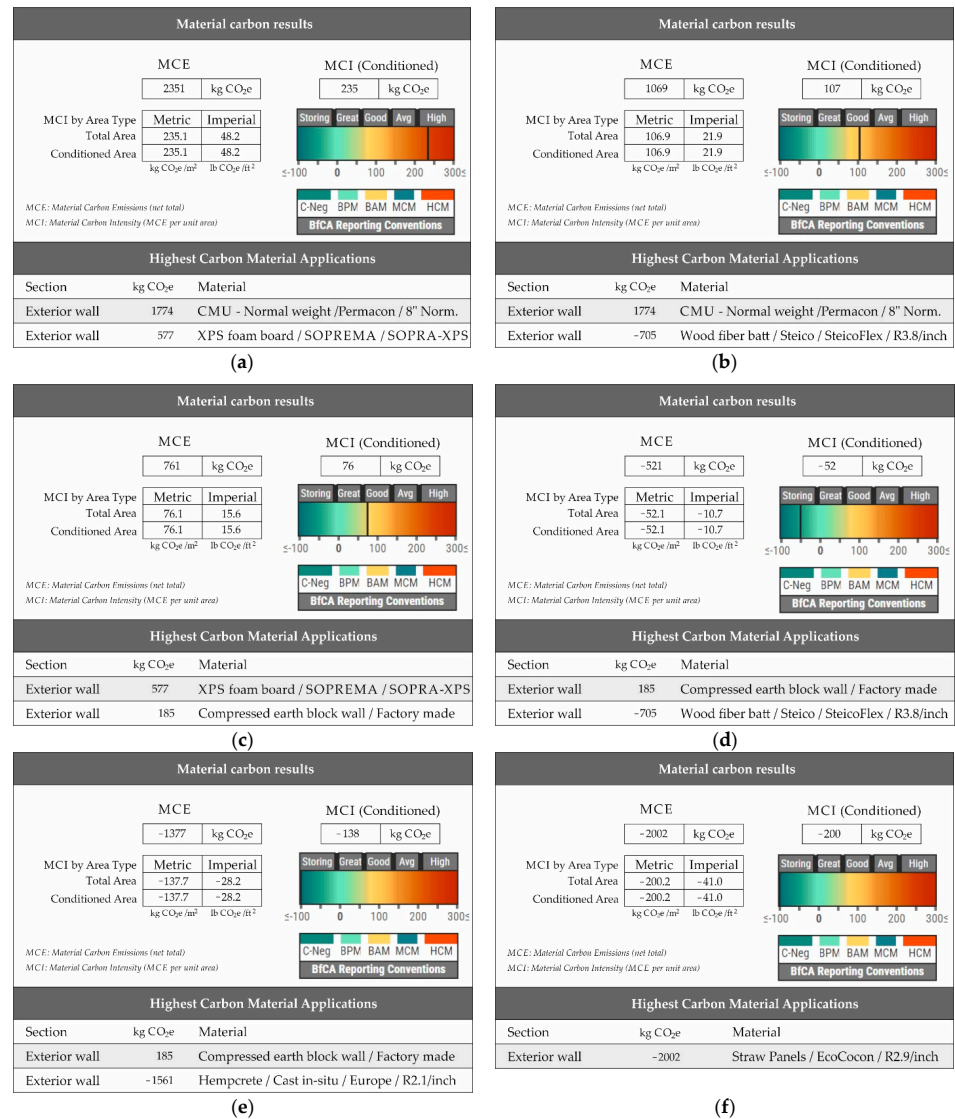 Material carbon results
MCE
MCI (Conditioned)
2351 kg CO₂e
235 kg CO₂e
MCI by Area Type Metric Imperial
Total Area 235.1 48.2
Conditioned Area 235.1 48.2
kg CO₂e /m² lb CO₂e /ft²
Storing Great Good Avg High
≤-100 0 100 200 300≤
C-Neg BPM BAM MCM HCM
BfCA Reporting Conventions
MCE: Material Carbon Emissions (net total)
MCI: Material Carbon Intensity (MCE per unit area)
Highest Carbon Material Applications
Section kg CO₂e Material
Exterior wall 1774 CMU - Normal weight /Permacon / 8" Norm.
Exterior wall 577 XPS foam board / SOPREMA / SOPRA-XPS
(a)
Material carbon results
MCE
MCI (Conditioned)
1069 kg CO₂e
107 kg CO₂e
MCI by Area Type Metric Imperial
Total Area 106.9 21.9
Conditioned Area 106.9 21.9
kg CO₂e /m² lb CO₂e /ft²
Storing Great Good Avg High
≤-100 0 100 200 300≤
C-Neg BPM BAM MCM HCM
BfCA Reporting Conventions
MCE: Material Carbon Emissions (net total)
MCI: Material Carbon Intensity (MCE per unit area)
Highest Carbon Material Applications
Section kg CO₂e Material
Exterior wall 1774 CMU - Normal weight /Permacon / 8" Norm.
Exterior wall -705 Wood fiber batt / Steico / SteicoFlex / R3.8/inch
(b)
Material carbon results
MCE
MCI (Conditioned)
761 kg CO₂e
76 kg CO₂e
MCI by Area Type Metric Imperial
Total Area 76.1 15.6
Conditioned Area 76.1 15.6
kg CO₂e /m² lb CO₂e /ft²
Storing Great Good Avg High
≤-100 0 100 200 300≤
C-Neg BPM BAM MCM HCM
BfCA Reporting Conventions
MCE: Material Carbon Emissions (net total)
MCI: Material Carbon Intensity (MCE per unit area)
Highest Carbon Material Applications
Section kg CO₂e Material
Exterior wall 577 XPS foam board / SOPREMA / SOPRA-XPS
Exterior wall 185 Compressed earth block wall / Factory made
(c)
Material carbon results
MCE
MCI (Conditioned)
-521 kg CO₂e
-52 kg CO₂e
MCI by Area Type Metric Imperial
Total Area -52.1 -10.7
Conditioned Area -52.1 -10.7
kg CO₂e /m² lb CO₂e /ft²
Storing Great Good Avg High
≤-100 0 100 200 300≤
C-Neg BPM BAM MCM HCM
BfCA Reporting Conventions
MCE: Material Carbon Emissions (net total)
MCI: Material Carbon Intensity (MCE per unit area)
Highest Carbon Material Applications
Section kg CO₂e Material
Exterior wall 185 Compressed earth block wall / Factory made
Exterior wall -705 Wood fiber batt / Steico / SteicoFlex / R3.8/inch
(d)
Material carbon results
MCE
MCI (Conditioned)
-1377 kg CO₂e
-138 kg CO₂e
MCI by Area Type Metric Imperial
Total Area -137.7 -28.2
Conditioned Area -137.7 -28.2
kg CO₂e /m² lb CO₂e /ft²
Storing Great Good Avg High
≤-100 0 100 200 300≤
C-Neg BPM BAM MCM HCM
BfCA Reporting Conventions
MCE: Material Carbon Emissions (net total)
MCI: Material Carbon Intensity (MCE per unit area)
Highest Carbon Material Applications
Section kg CO₂e Material
Exterior wall 185 Compressed earth block wall / Factory made
Exterior wall -1561 Hempcrete / Cast in-situ / Europe / R2.1/inch
(e)
Material carbon results
MCE
MCI (Conditioned)
-2002 kg CO₂e
-200 kg CO₂e
MCI by Area Type Metric Imperial
Total Area -200.2 -41.0
Conditioned Area -200.2 -41.0
kg CO₂e /m² lb CO₂e /ft²
Storing Great Good Avg High
≤-100 0 100 200 300≤
C-Neg BPM BAM MCM HCM
BfCA Reporting Conventions
MCE: Material Carbon Emissions (net total)
MCI: Material Carbon Intensity (MCE per unit area)
Highest Carbon Material Applications
Section kg CO₂e Material
Exterior wall -2002 Straw Panels / EcoCocon / R2.9/inch
(f)